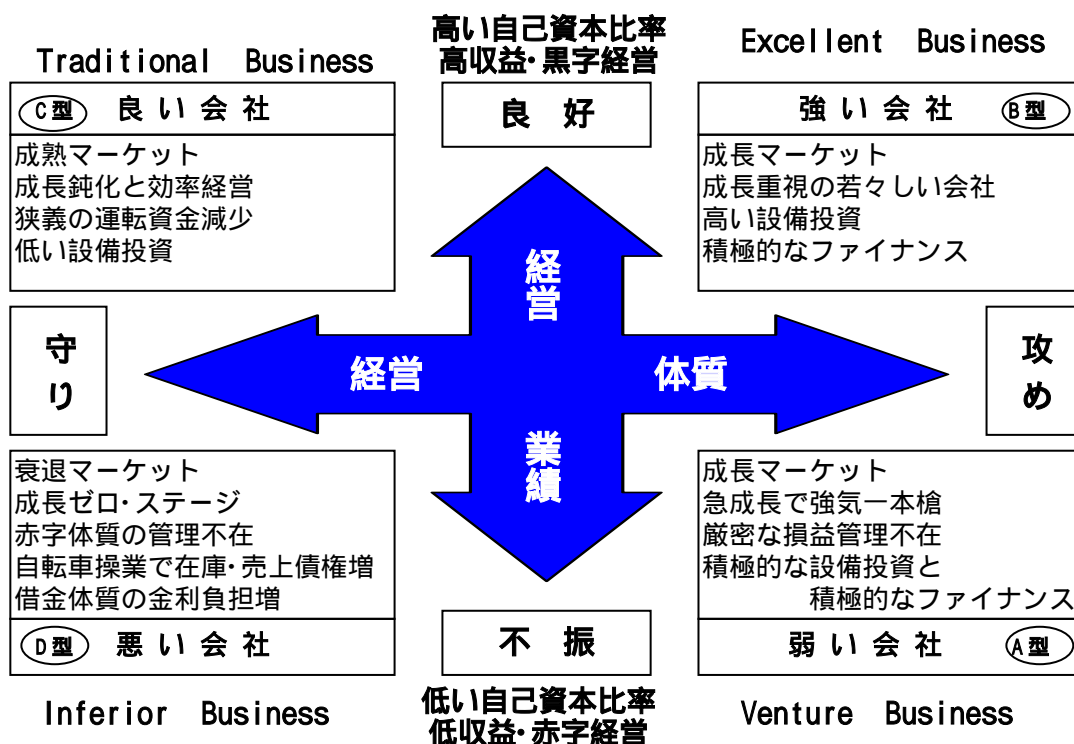 高い自己資本比率
高収益・黒字経営
Traditional Business
Excellent Business
C型 良い会社
良好
強い会社 B型
成熟マーケット
成長鈍化と効率経営
狭義の運転資金減少
低い設備投資
成長マーケット
成長重視の若々しい会社
高い設備投資
積極的なファイナンス
経営
守り
経営 体質
攻め
業績
衰退マーケット
成長ゼロ・ステージ
赤字体質の管理不在
自転車操業で在庫・売上債権増
借金体質の金利負担増
成長マーケット
急成長で強気一本槍
厳密な損益管理不在
積極的な設備投資と
積極的なファイナンス
D型 悪い会社
不振
弱い会社 A型
Inferior Business
低い自己資本比率
低収益・赤字経営
Venture Business